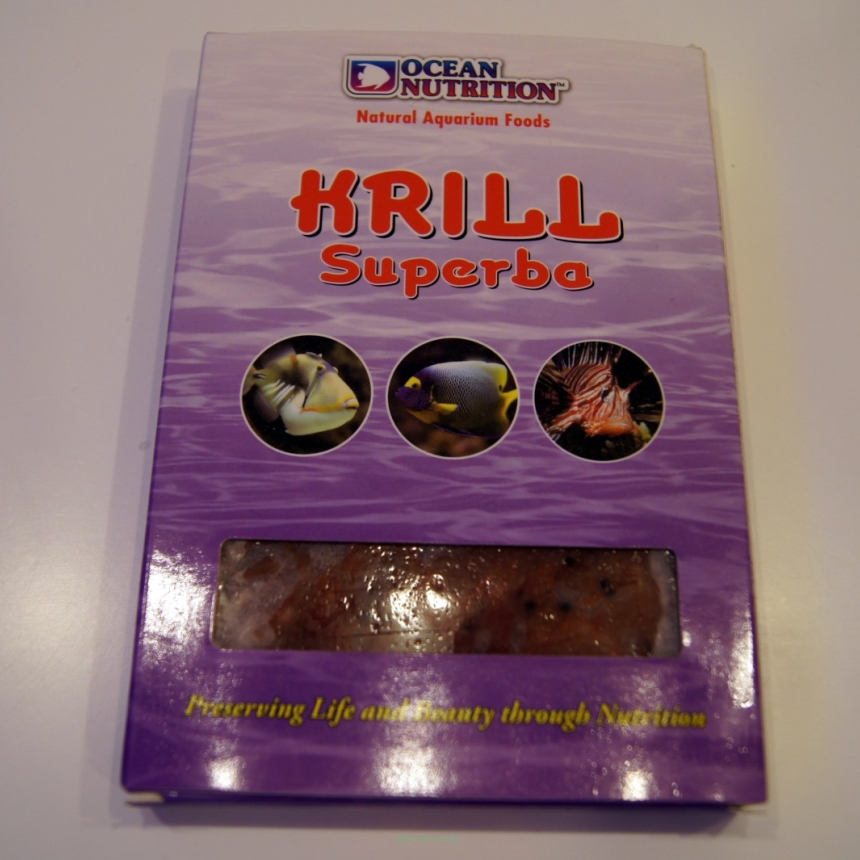 OCEAN
NUTRITION™
Natural Aquarium Foods
KRILL
Superba
Preserving Life and Beauty through Nutrition